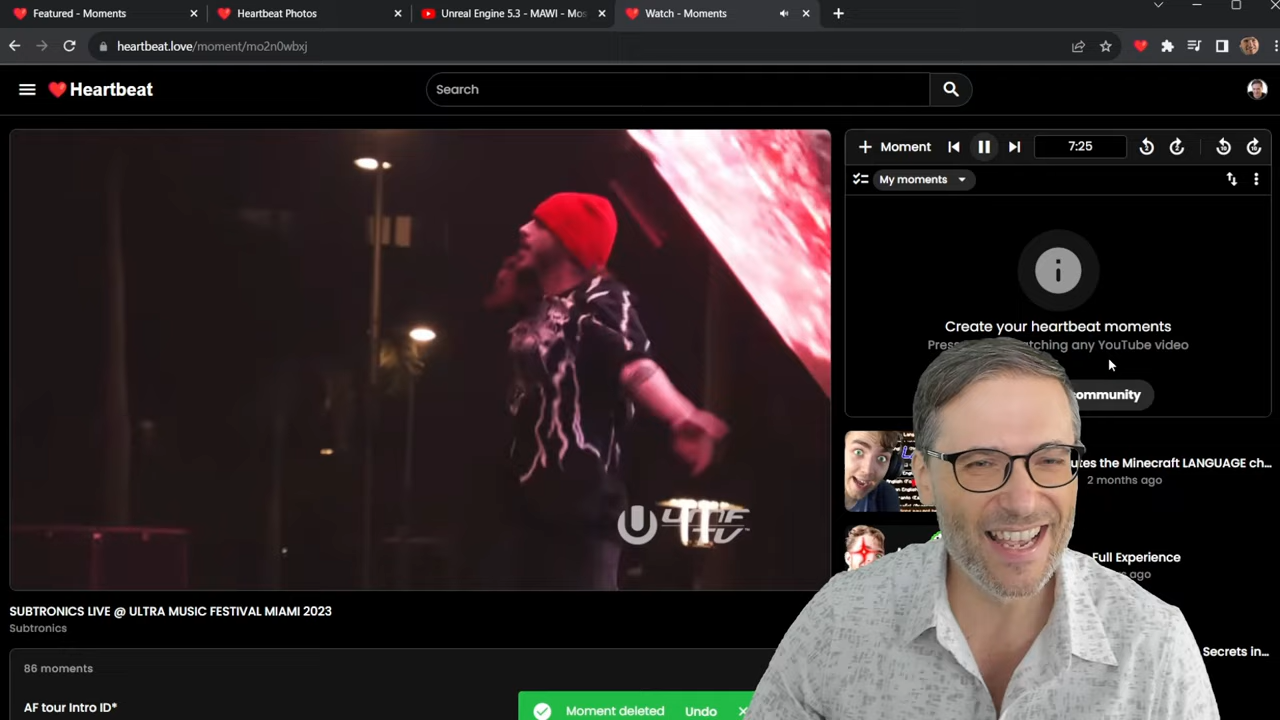 Featured - Moments
Heartbeat Photos
Unreal Engine 5.3 - MAWI - Mos
Watch - Moments
heartbeat.love/moment/mo2n0wbxj
Heartbeat
Search
Moment
7:25
My moments
Create your heartbeat moments
Press
tching any YouTube video
ommunity
SUBTRONICS LIVE @ ULTRA MUSIC FESTIVAL MIAMI 2023
Subtronics
utes the Minecraft LANGUAGE ch...
2 months ago
Full Experience
ago
Secrets in...
86 moments
AF tour Intro ID*
Moment deleted Undo